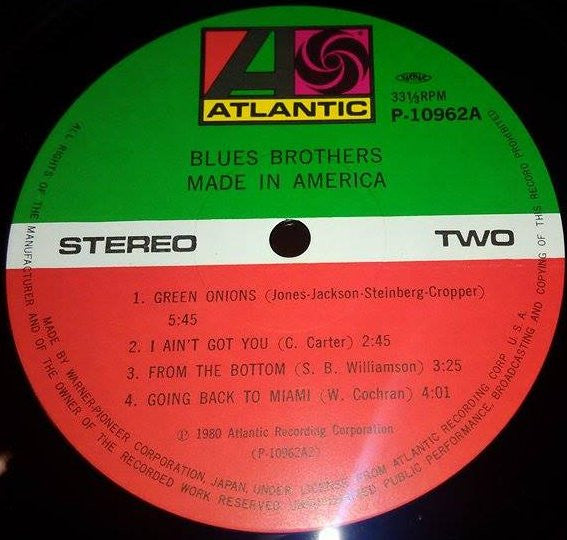 ATLANTIC
33⅓RPM
P-10962A
BLUES BROTHERS
MADE IN AMERICA
STEREO
TWO
1. GREEN ONIONS (Jones-Jackson-Steinberg-Cropper)
5:45
2. I AIN'T GOT YOU (C. Carter) 2:45
3. FROM THE BOTTOM (S. B. Williamson) 3:25
4. GOING BACK TO MIAMI (W. Cochran) 4:01
Ⓟ 1980 Atlantic Recording Corporation
(P-10962A2)
MADE BY WARNER-PIONEER CORPORATION, JAPAN, UNDER LICENSE FROM ATLANTIC RECORDING CORP. U. S. A.
ALL RIGHTS OF THE MANUFACTURER AND OF THE OWNER OF THE RECORDED WORK RESERVED. PUBLIC PERFORMANCE, BROADCASTING AND COPYING OF THIS RECORD PROHIBITED